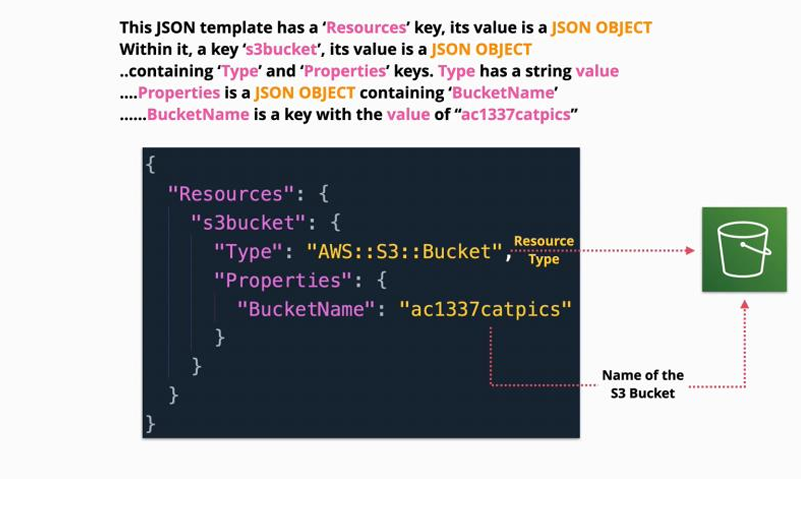 This JSON template has a ‘Resources’ key, its value is a JSON OBJECT
Within it, a key ‘s3bucket’, its value is a JSON OBJECT
..containing ‘Type’ and ‘Properties’ keys. Type has a string value
....Properties is a JSON OBJECT containing ‘BucketName’
......BucketName is a key with the value of “ac1337catpics”
{
"Resources": {
"s3bucket": {
"Type": "AWS::S3::Bucket",
"Properties": {
"BucketName": "ac1337catpics"
}
}
}
}
Resource
Type
Name of the
S3 Bucket